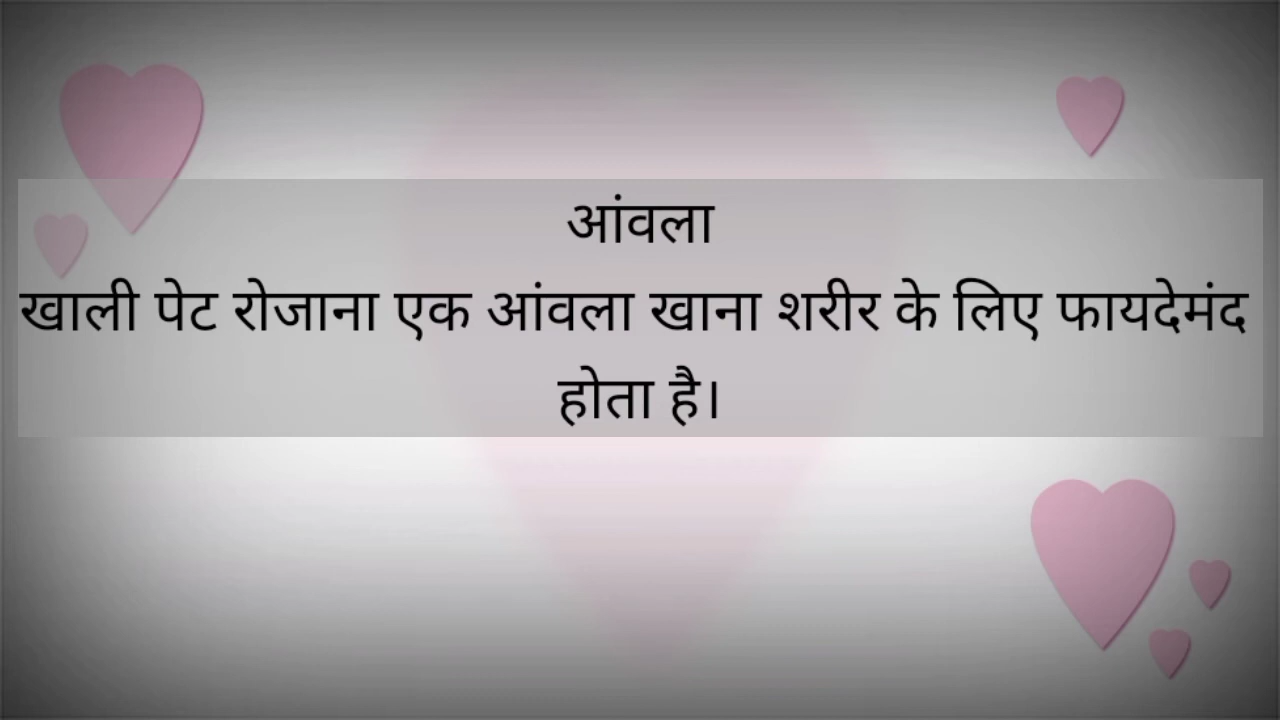 आंवला
खाली पेट रोजाना एक आंवला खाना शरीर के लिए फायदेमंद
होता है।